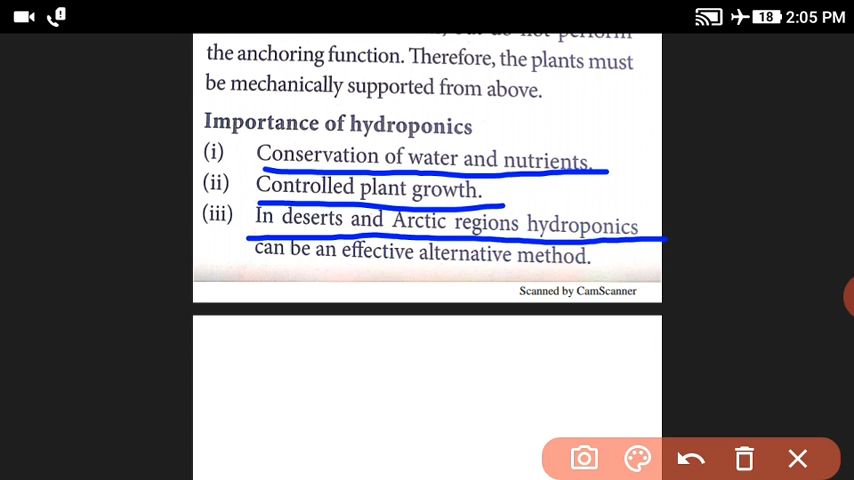 18 2:05 PM
the anchoring function. Therefore, the plants must
be mechanically supported from above.
Importance of hydroponics
(i) Conservation of water and nutrients.
(ii) Controlled plant growth.
(iii) In deserts and Arctic regions hydroponics
can be an effective alternative method.
Scanned by CamScanner